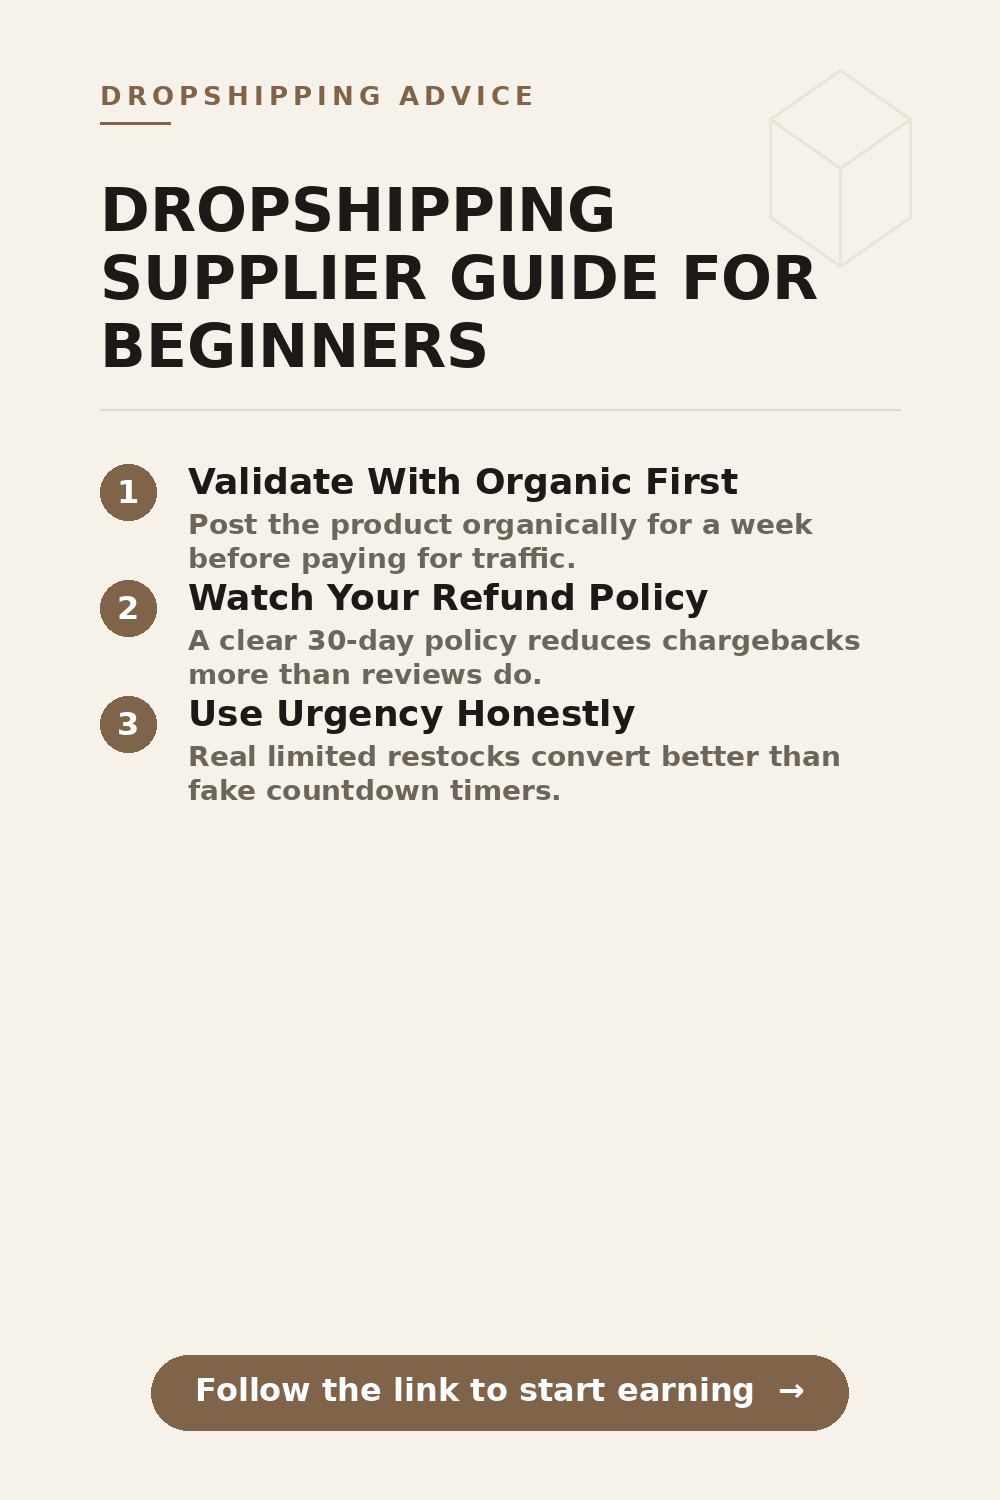 DROPSHIPPING ADVICE
DROPSHIPPING
SUPPLIER GUIDE FOR
BEGINNERS
1 Validate With Organic First
Post the product organically for a week
before paying for traffic.
2 Watch Your Refund Policy
A clear 30-day policy reduces chargebacks
more than reviews do.
3 Use Urgency Honestly
Real limited restocks convert better than
fake countdown timers.
Follow the link to start earning →